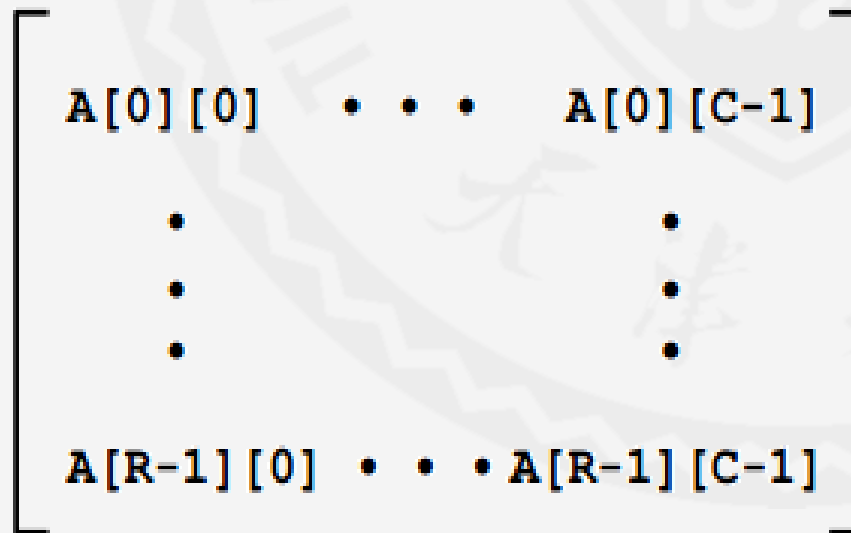 A[0][0] • • • A[0][C-1]
• •
• •
• •
A[R-1][0] • • • A[R-1][C-1]